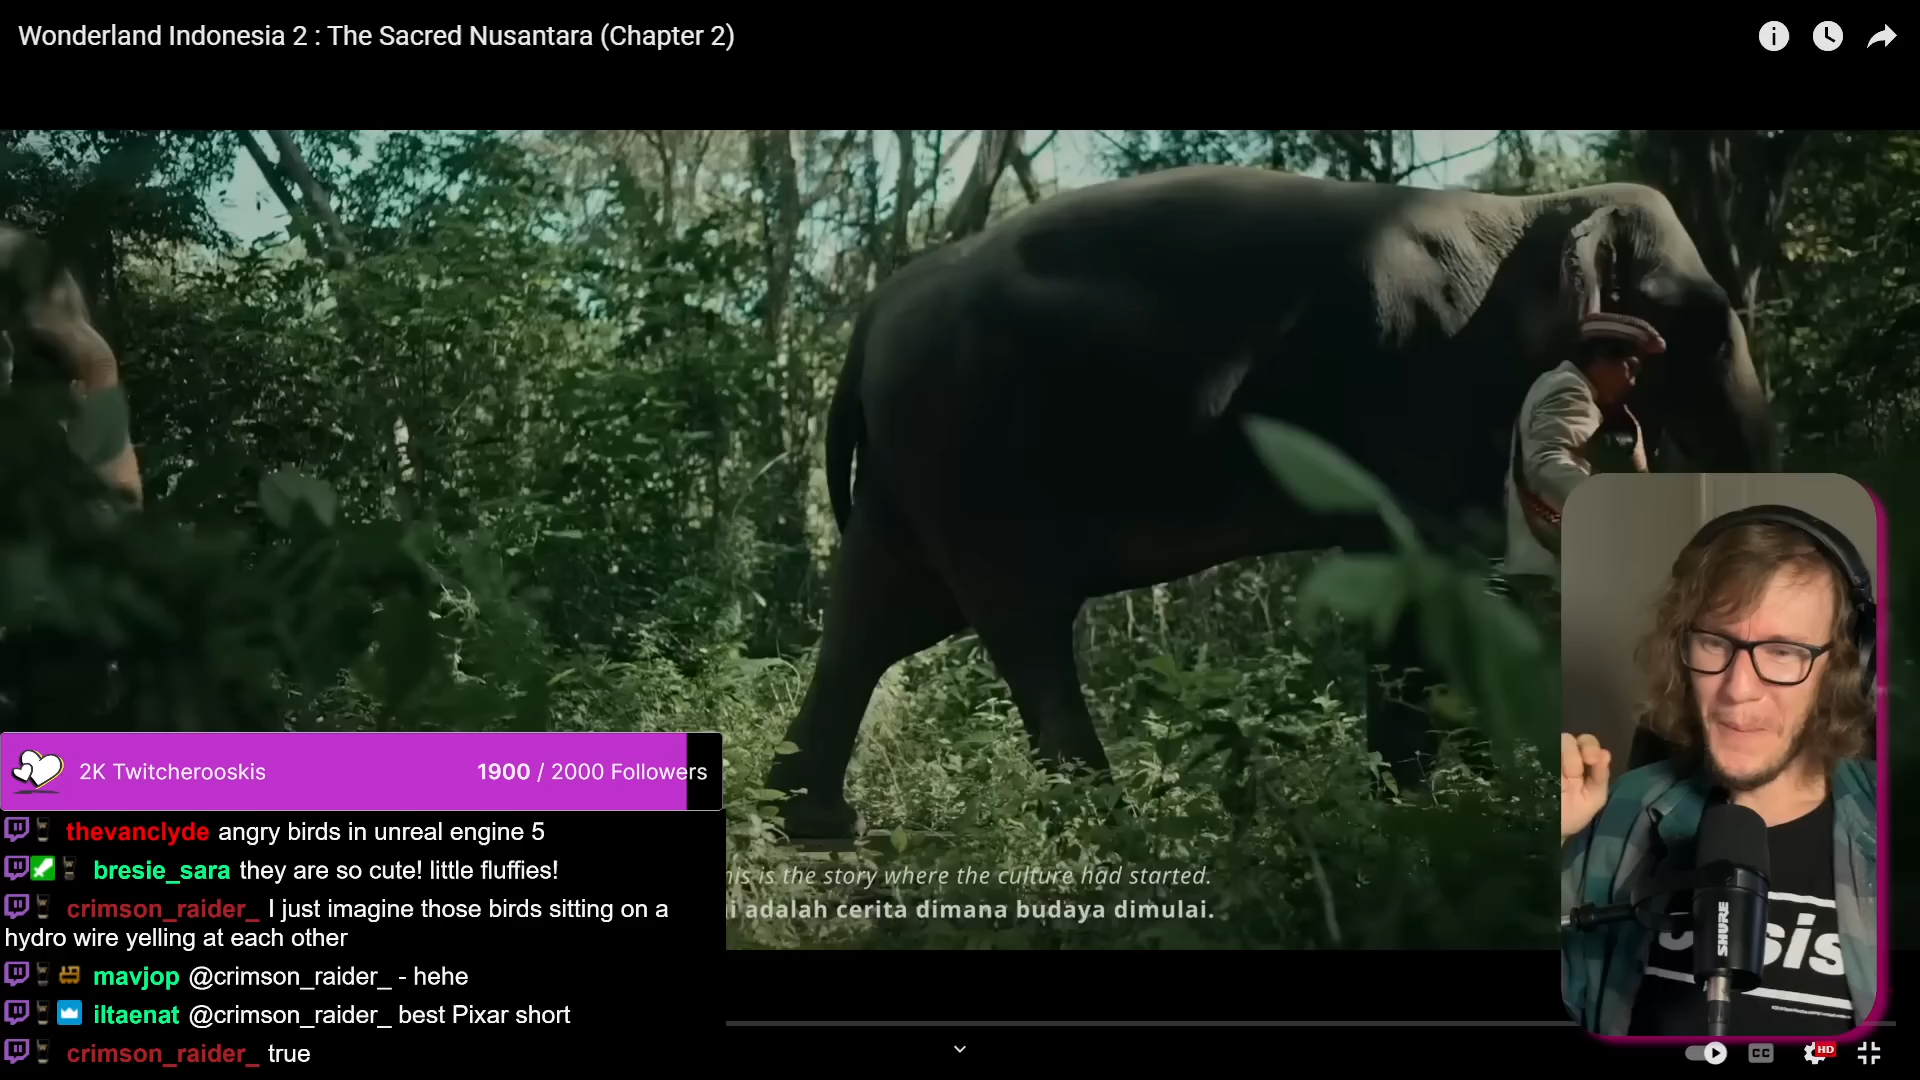 Wonderland Indonesia 2 : The Sacred Nusantara (Chapter 2)
2K Twitcherooskis 1900 / 2000 Followers
thevanclyde angry birds in unreal engine 5
bresie_sara they are so cute! little fluffies!
crimson_raider_ I just imagine those birds sitting on a
hydro wire yelling at each other
mavjop @crimson_raider_ - hehe
iltaenat @crimson_raider_ best Pixar short
crimson_raider_ true
is the story where the culture had started.
adalah cerita dimana budaya dimulai.
SHURE
CC
HD